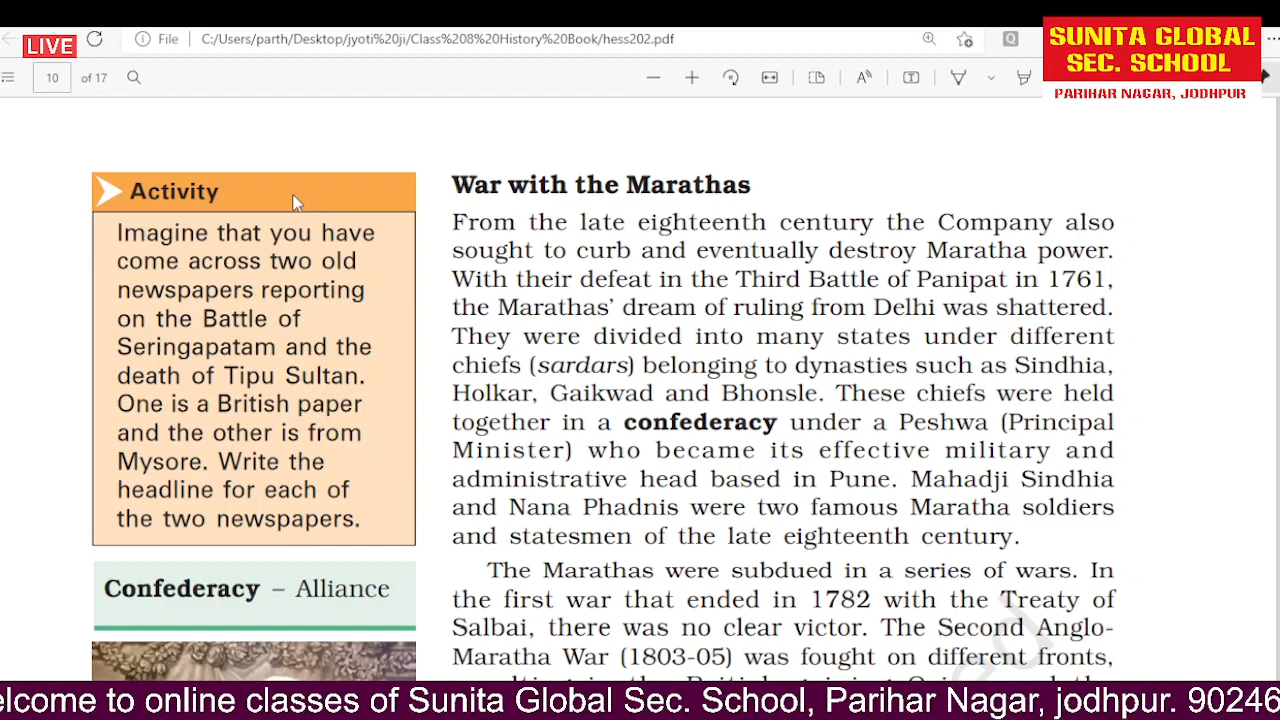 LIVE
File
C:/Users/parth/Desktop/jyoti%20ji/Class%208%20History%20Book/hess202.pdf
SUNITA GLOBAL
SEC. SCHOOL
PARIHAR NAGAR, JODHPUR
10 of 17
Activity
Imagine that you have
come across two old
newspapers reporting
on the Battle of
Seringapatam and the
death of Tipu Sultan.
One is a British paper
and the other is from
Mysore. Write the
headline for each of
the two newspapers.
Confederacy – Alliance
War with the Marathas
From the late eighteenth century the Company also
sought to curb and eventually destroy Maratha power.
With their defeat in the Third Battle of Panipat in 1761,
the Marathas' dream of ruling from Delhi was shattered.
They were divided into many states under different
chiefs (sardars) belonging to dynasties such as Sindhia,
Holkar, Gaikwad and Bhonsle. These chiefs were held
together in a confederacy under a Peshwa (Principal
Minister) who became its effective military and
administrative head based in Pune. Mahadji Sindhia
and Nana Phadnis were two famous Maratha soldiers
and statesmen of the late eighteenth century.
The Marathas were subdued in a series of wars. In
the first war that ended in 1782 with the Treaty of
Salbai, there was no clear victor. The Second Anglo-
Maratha War (1803-05) was fought on different fronts,
elcome to online classes of Sunita Global Sec. School, Parihar Nagar, jodhpur. 90246